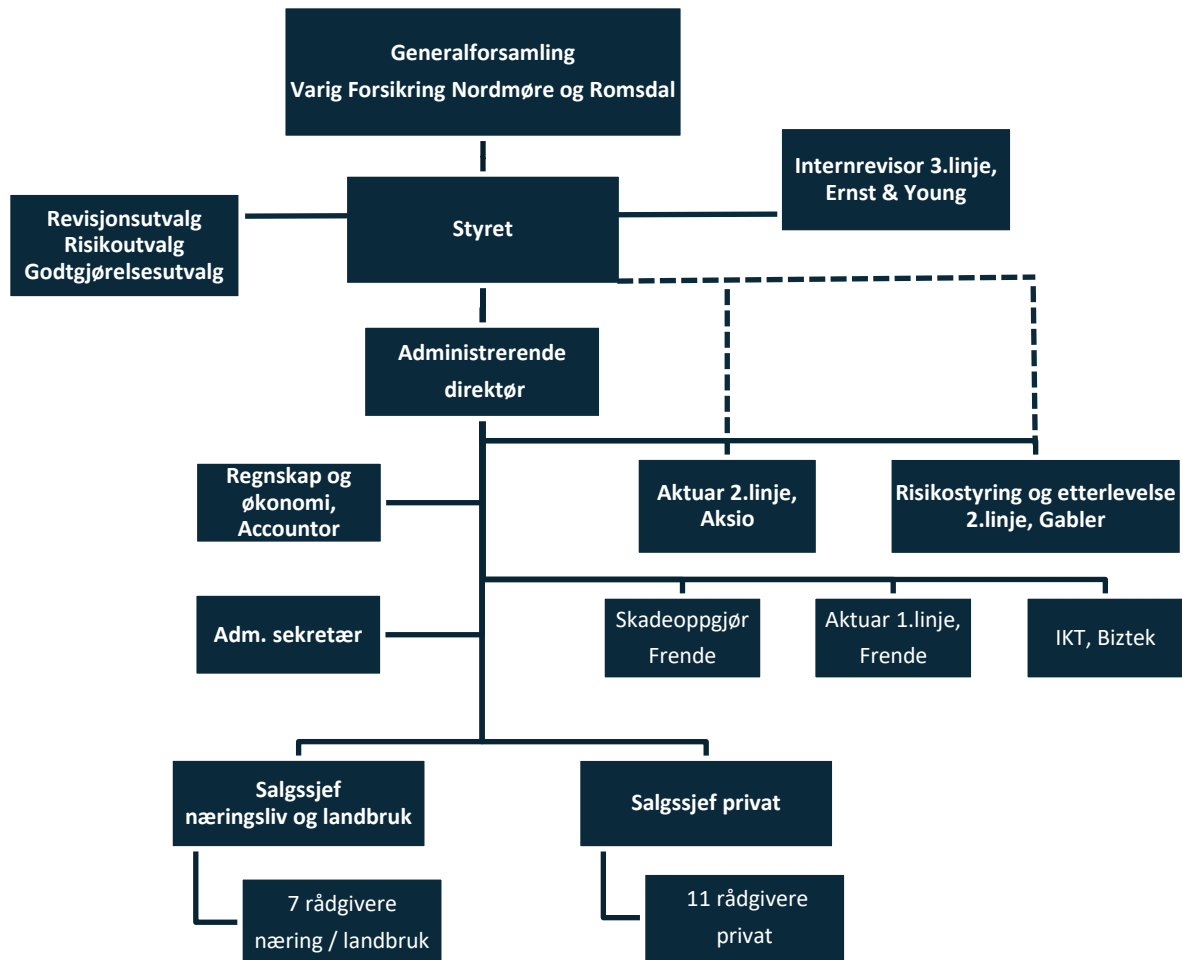 Generalforsamling
Varig Forsikring Nordmøre og Romsdal
Internrevisor 3.linje,
Ernst & Young
Revisjonsutvalg
Risikoutvalg
Godtgjørelsesutvalg
Styret
Administrerende
direktør
Regnskap og
økonomi,
Accountor
Aktuar 2.linje,
Aksio
Risikostyring og etterlevelse
2.linje, Gabler
Adm. sekretær
Skadeoppgjør
Frende
Aktuar 1.linje,
Frende
IKT, Biztek
Salgssjef
næringsliv og landbruk
Salgssjef privat
7 rådgivere
næring / landbruk
11 rådgivere
privat